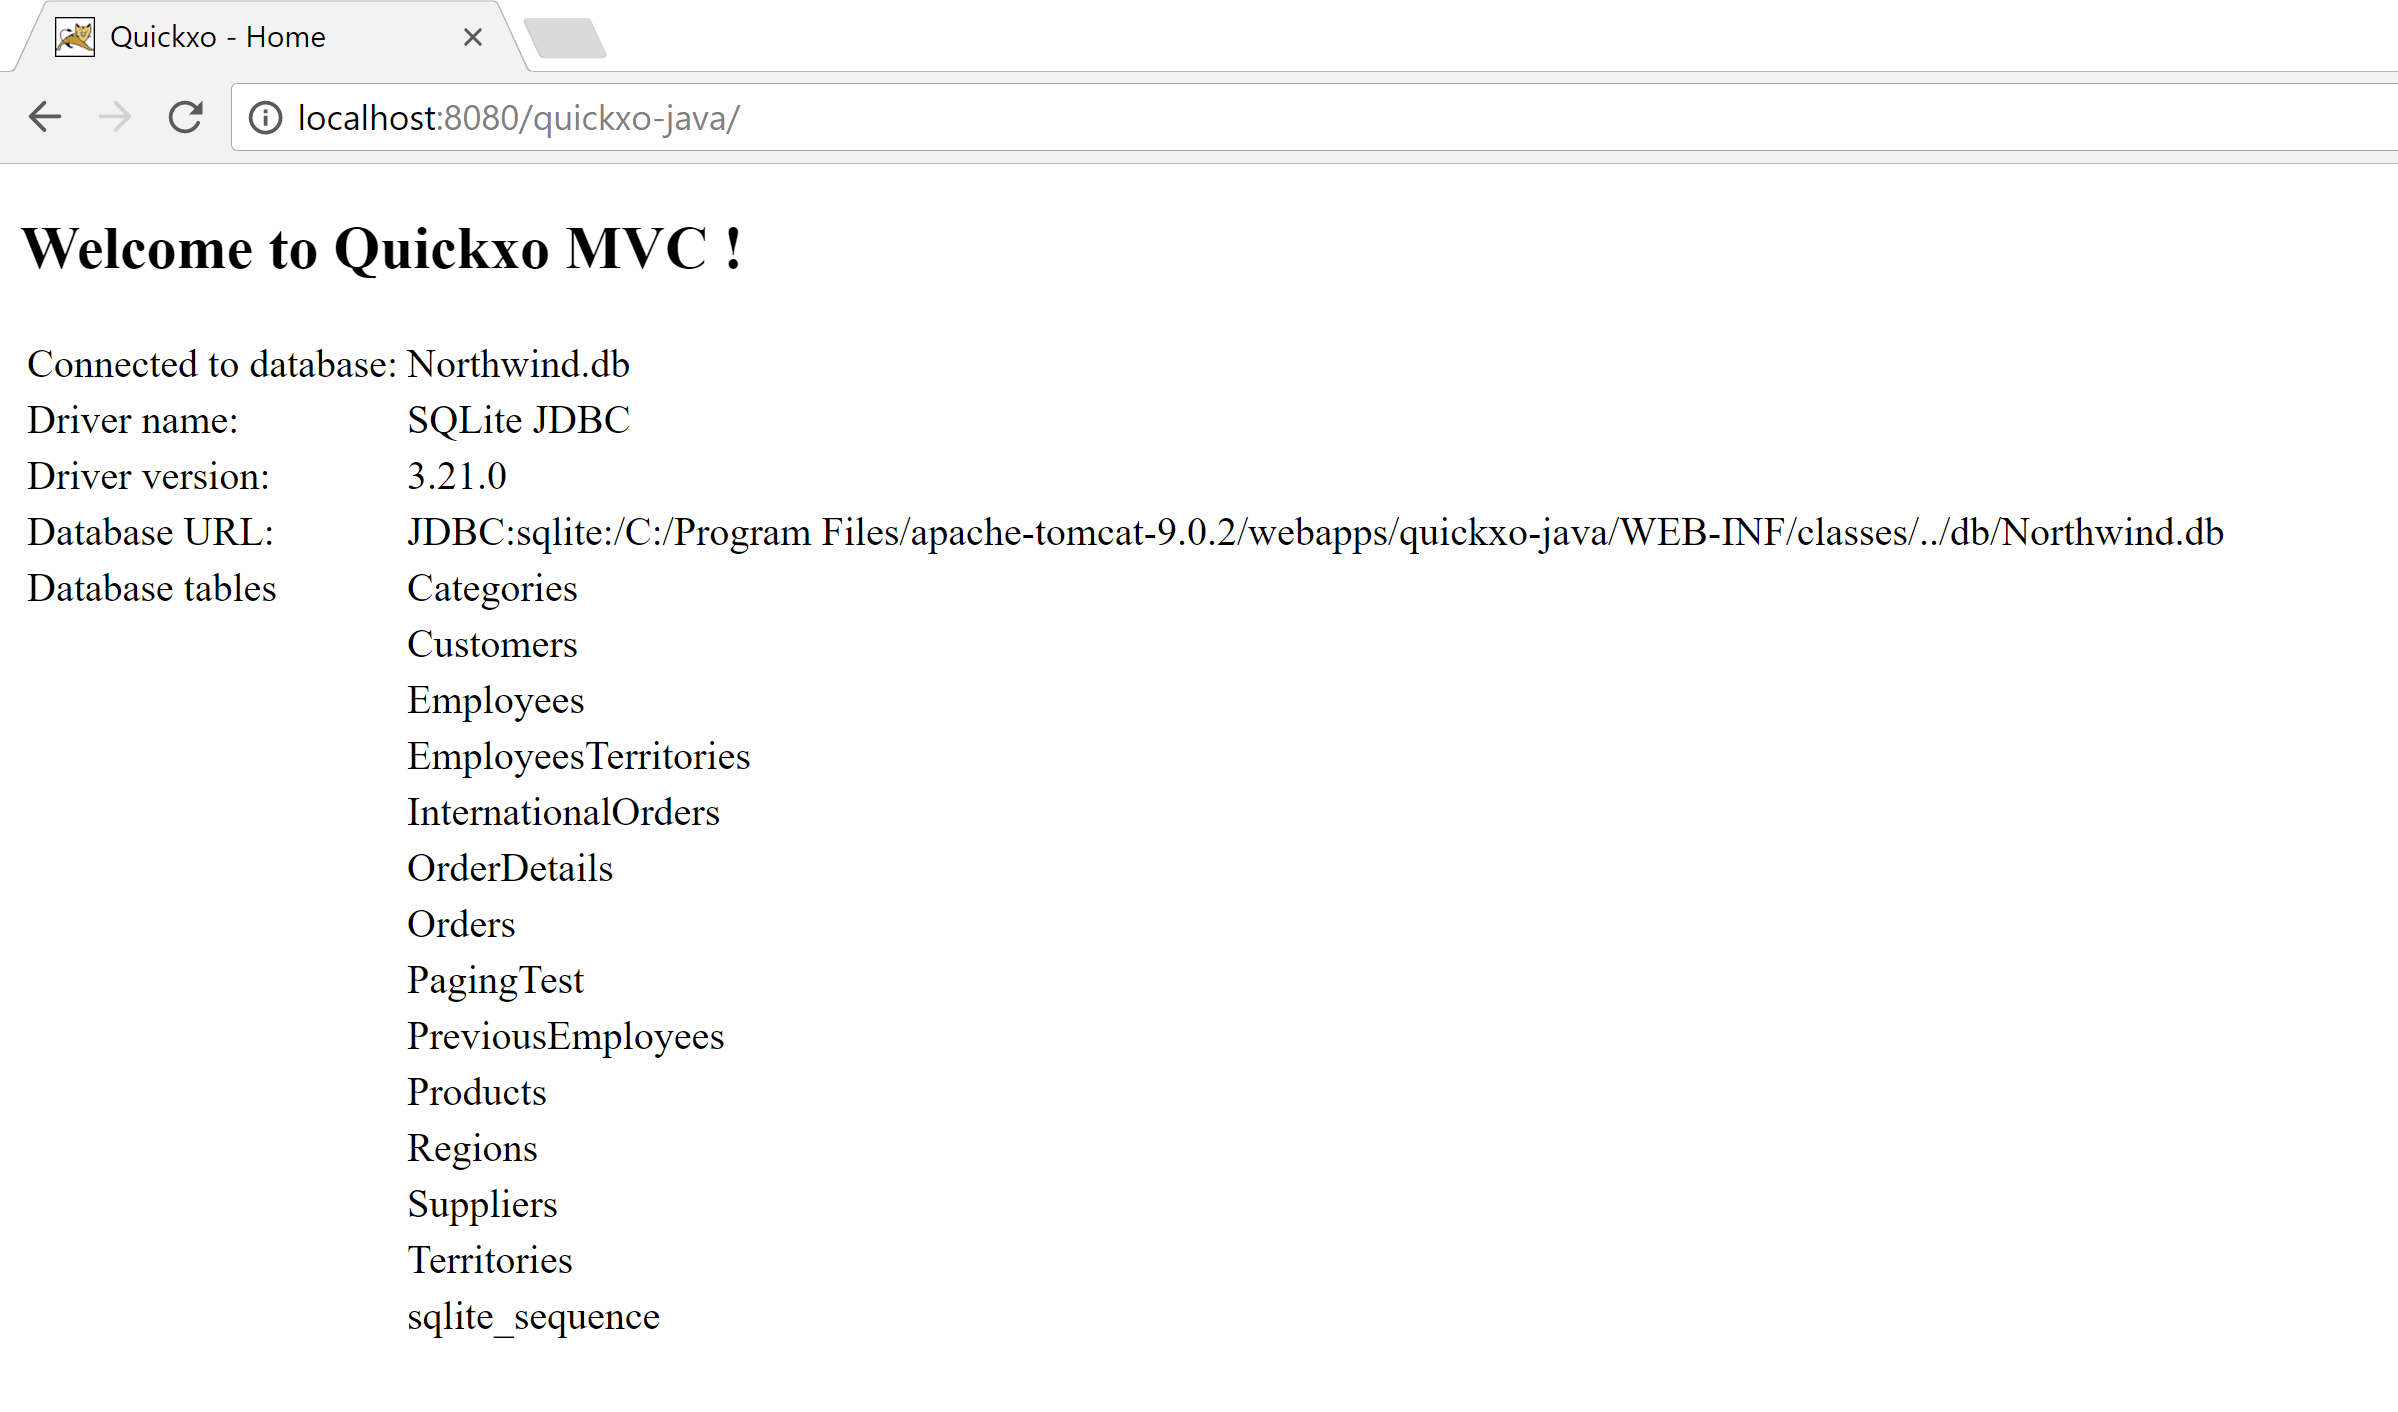 Quickxo - Home
localhost:8080/quickxo-java/
Welcome to Quickxo MVC !
Connected to database: Northwind.db
Driver name: SQLite JDBC
Driver version: 3.21.0
Database URL: JDBC:sqlite:/C:/Program Files/apache-tomcat-9.0.2/webapps/quickxo-java/WEB-INF/classes/../db/Northwind.db
Database tables Categories
Customers
Employees
EmployeesTerritories
InternationalOrders
OrderDetails
Orders
PagingTest
PreviousEmployees
Products
Regions
Suppliers
Territories
sqlite_sequence